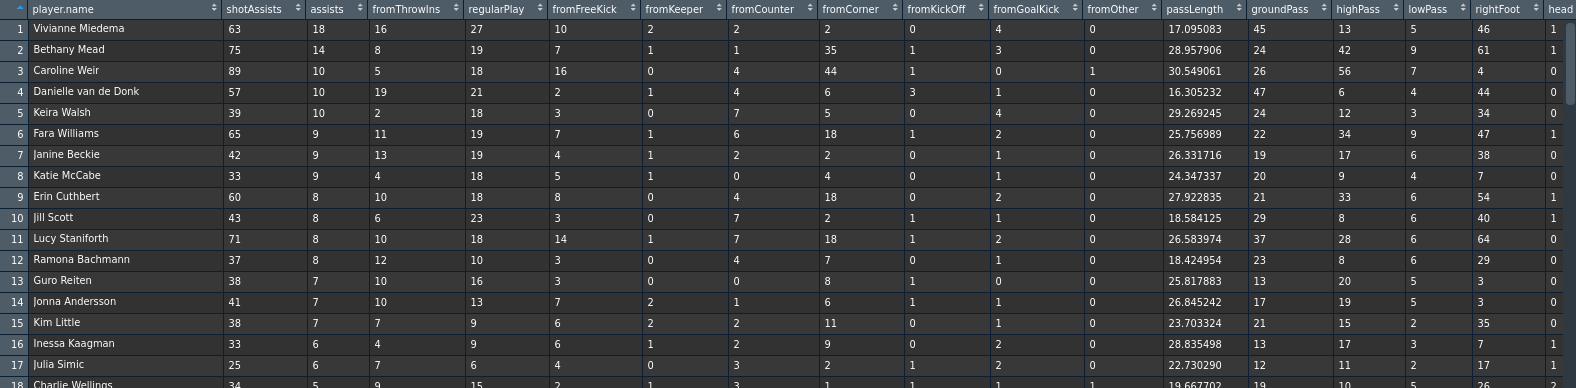 player.name shotAssists assists fromThrowIns regularPlay fromFreeKick fromKeeper fromCounter fromCorner fromKickOff fromGoalKick fromOther passLength groundPass highPass lowPass rightFoot head
1 Vivianne Miedema 63 18 16 27 10 2 2 2 0 4 0 17.095083 45 13 5 46 1
2 Bethany Mead 75 14 8 19 7 1 1 35 1 3 0 28.957906 24 42 9 61 1
3 Caroline Weir 89 10 5 18 16 0 4 44 1 0 1 30.549061 26 56 7 4 0
4 Danielle van de Donk 57 10 19 21 2 1 4 6 3 1 0 16.305232 47 6 4 44 0
5 Keira Walsh 39 10 2 18 3 0 7 5 0 4 0 29.269245 24 12 3 34 0
6 Fara Williams 65 9 11 19 7 1 6 18 1 2 0 25.756989 22 34 9 47 1
7 Janine Beckie 42 9 13 19 4 1 2 2 0 1 0 26.331716 19 17 6 38 0
8 Katie McCabe 33 9 4 18 5 1 0 4 0 1 0 24.347337 20 9 4 7 0
9 Erin Cuthbert 60 8 10 18 8 0 4 18 0 2 0 27.922835 21 33 6 54 1
10 Jill Scott 43 8 6 23 3 0 7 2 1 1 0 18.584125 29 8 6 40 1
11 Lucy Staniforth 71 8 10 18 14 1 7 18 1 2 0 26.583974 37 28 6 64 0
12 Ramona Bachmann 37 8 12 10 3 0 4 7 0 1 0 18.424954 23 8 6 29 0
13 Guro Reiten 38 7 10 16 3 0 0 8 1 0 0 25.817883 13 20 5 3 0
14 Jonna Andersson 41 7 10 13 7 2 1 6 1 1 0 26.845242 17 19 5 3 0
15 Kim Little 38 7 7 9 6 2 2 11 0 1 0 23.703324 21 15 2 35 0
16 Inessa Kaagman 33 6 4 9 6 1 2 9 0 2 0 28.835498 13 17 3 7 1
17 Julia Simic 25 6 7 6 4 0 3 2 1 2 0 22.730290 12 11 2 17 1
18 Charlie Wellings 34 5 9 15 2 1 3 1 1 1 1 19.667702 19 10 5 26 2